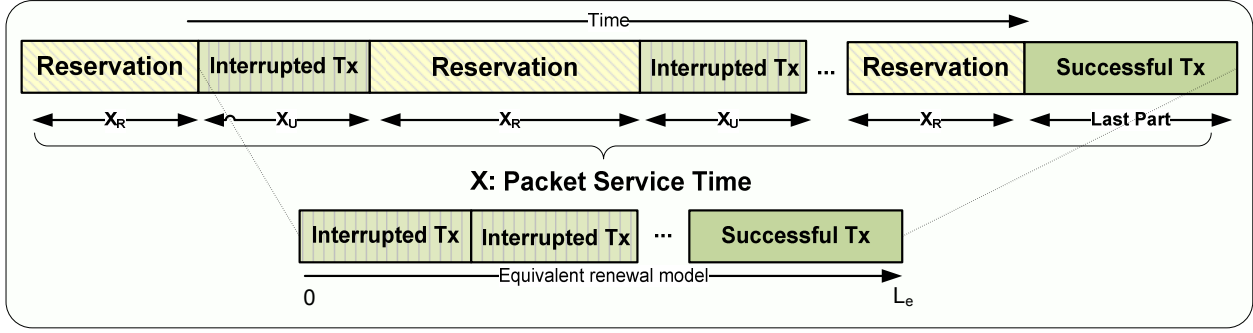 Time
Reservation Interrupted Tx Reservation Interrupted Tx ... Reservation Successful Tx
XR XU XR XU XR Last Part
X: Packet Service Time
Interrupted Tx Interrupted Tx ... Successful Tx
Equivalent renewal model
0 Le